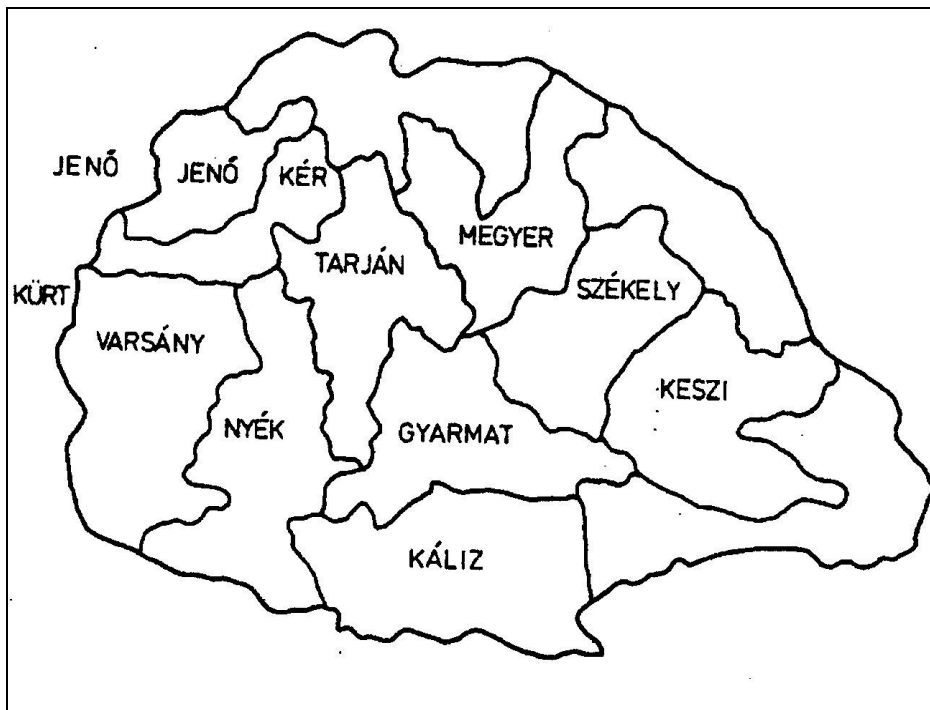 JENŐ
JENŐ
KÉR
MEGYER
TARJÁN
SZÉKELY
KÜRT
VARSÁNY
KESZI
NYÉK
GYARMAT
KÁLIZ